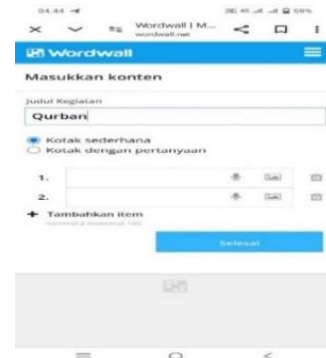 04.44
59%
Wordwall | M...
wordwall.net
Wordwall
Masukkan konten
Judul Kegiatan
Qurban
Kotak sederhana
Kotak dengan pertanyaan
1.
2.
+ Tambahkan item
Selesai